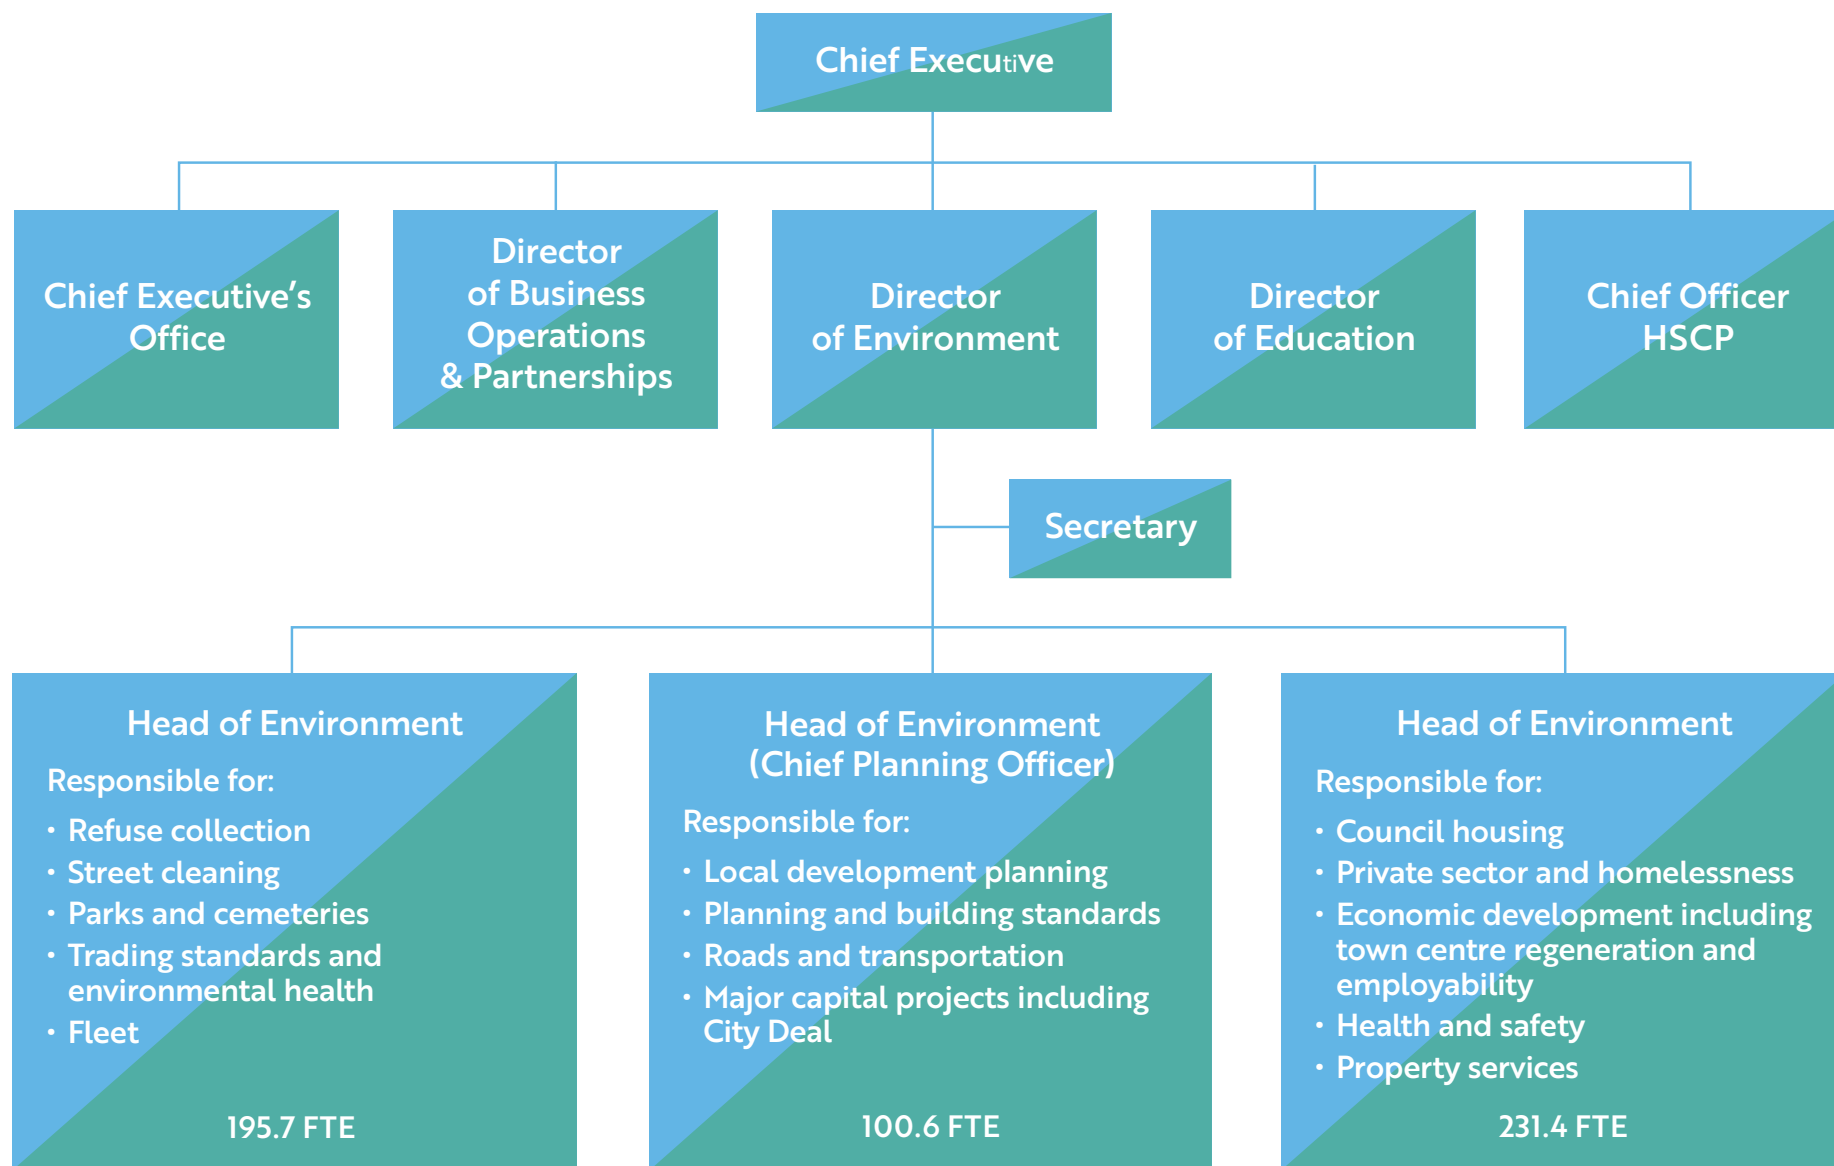 Chief Executive
Chief Executive’s
Office
Director
of Business
Operations
& Partnerships
Director
of Environment
Director
of Education
Chief Officer
HSCP
Secretary
Head of Environment
Responsible for:
• Refuse collection
• Street cleaning
• Parks and cemeteries
• Trading standards and
environmental health
• Fleet
195.7 FTE
Head of Environment
(Chief Planning Officer)
Responsible for:
• Local development planning
• Planning and building standards
• Roads and transportation
• Major capital projects including
City Deal
100.6 FTE
Head of Environment
Responsible for:
• Council housing
• Private sector and homelessness
• Economic development including
town centre regeneration and
employability
• Health and safety
• Property services
231.4 FTE